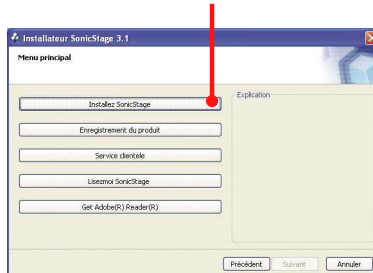 Installateur SonicStage 3.1
Menu principal
Installez SonicStage
Explication
Enregistrement du produit
Service clientele
Lisezmoi SonicStage
Get Adobe(R) Reader(R)
Précédent
Suivant
Annuler